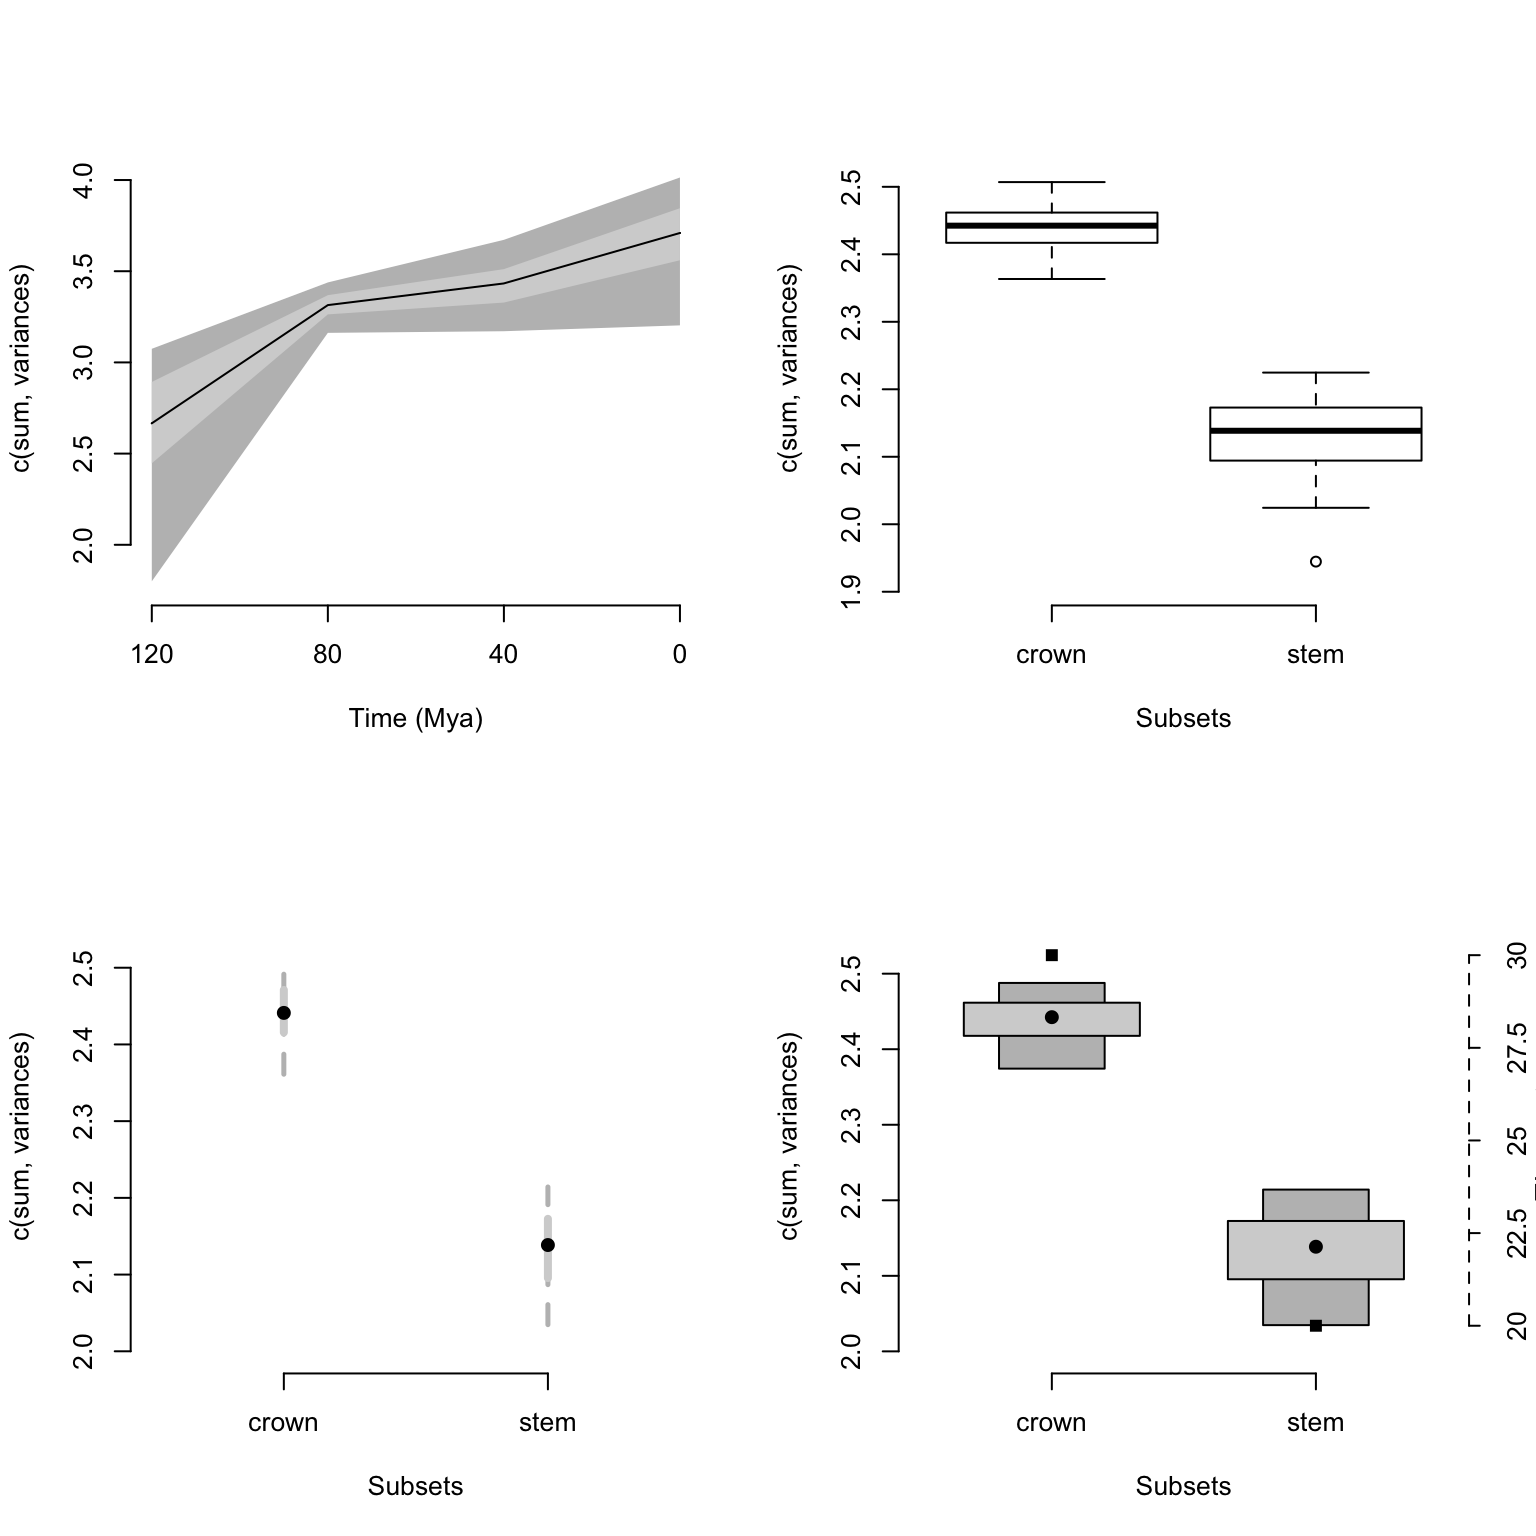 c(sum, variances)
4.0
3.5
3.0
2.5
2.0
120 80 40 0
Time (Mya)
c(sum, variances)
2.5
2.4
2.3
2.2
2.1
2.0
1.9
crown stem
Subsets
c(sum, variances)
2.5
2.4
2.3
2.2
2.1
2.0
crown stem
Subsets
c(sum, variances)
2.5
2.4
2.3
2.2
2.1
2.0
crown stem
Subsets
30
27.5
25
22.5
20